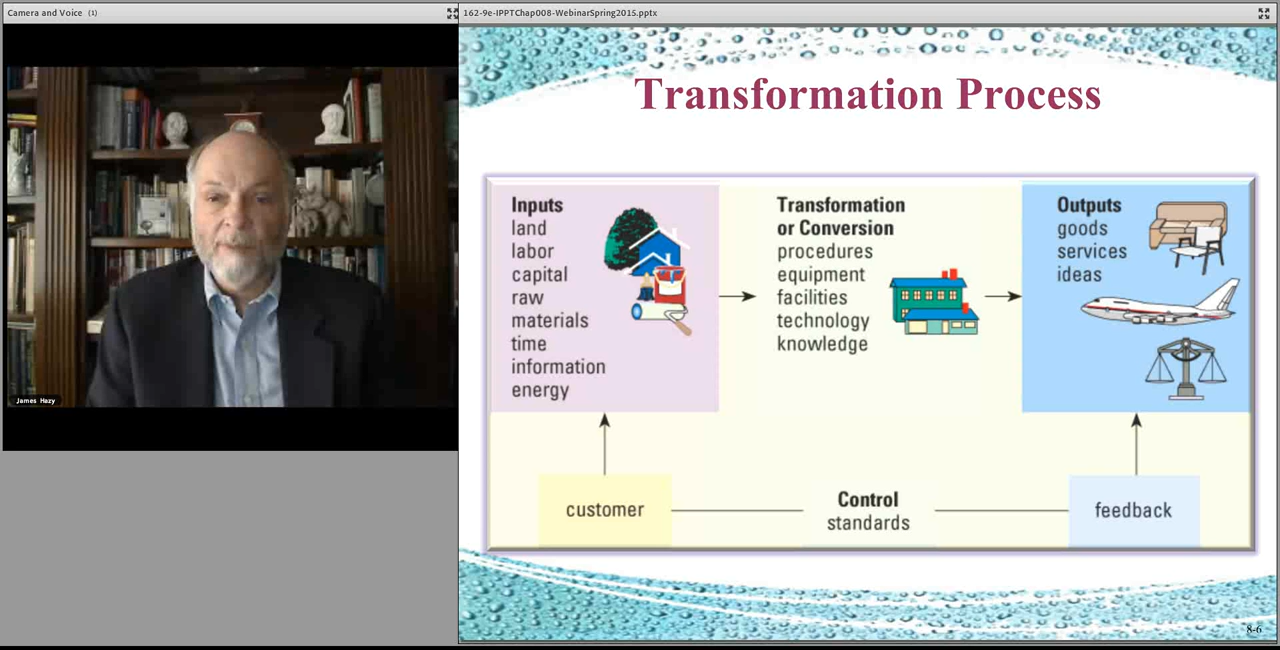 Camera and Voice (1)
162-9e-IPPTChap008-WebinarSpring2015.pptx
James Hazy
Transformation Process
Inputs
land
labor
capital
raw
materials
time
information
energy
Transformation
or Conversion
procedures
equipment
facilities
technology
knowledge
Outputs
goods
services
ideas
customer
Control
standards
feedback
8-6